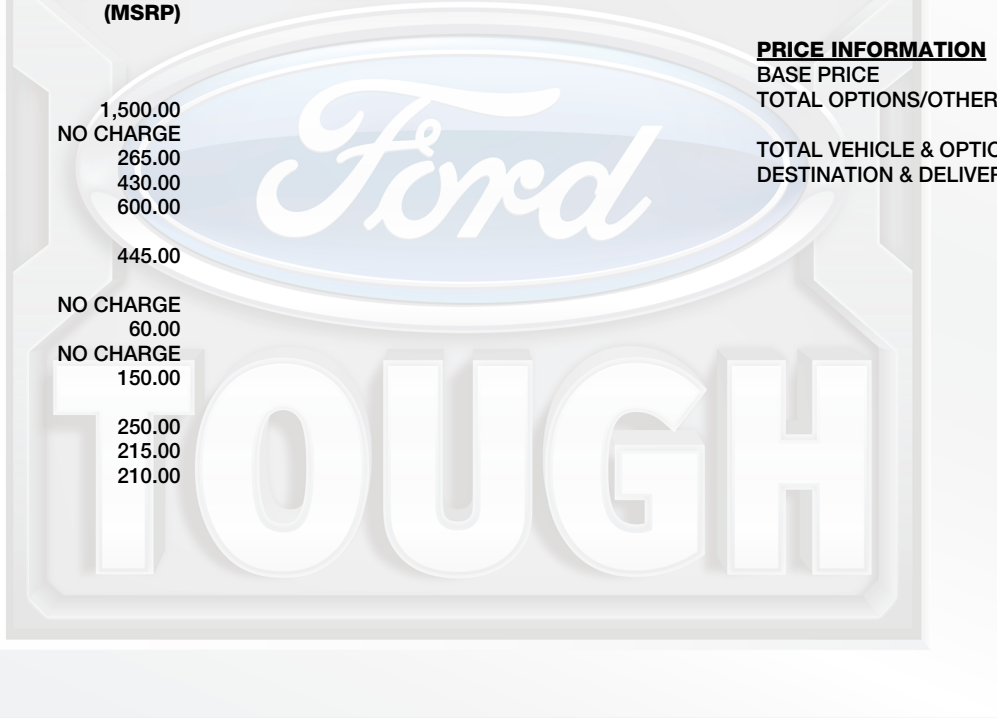 (MSRP)
1,500.00
NO CHARGE
265.00
430.00
600.00
445.00
NO CHARGE
60.00
NO CHARGE
150.00
250.00
215.00
210.00
PRICE INFORMATION
BASE PRICE
TOTAL OPTIONS/OTHER
TOTAL VEHICLE & OPTIO
DESTINATION & DELIVER
Ford
TOUGH